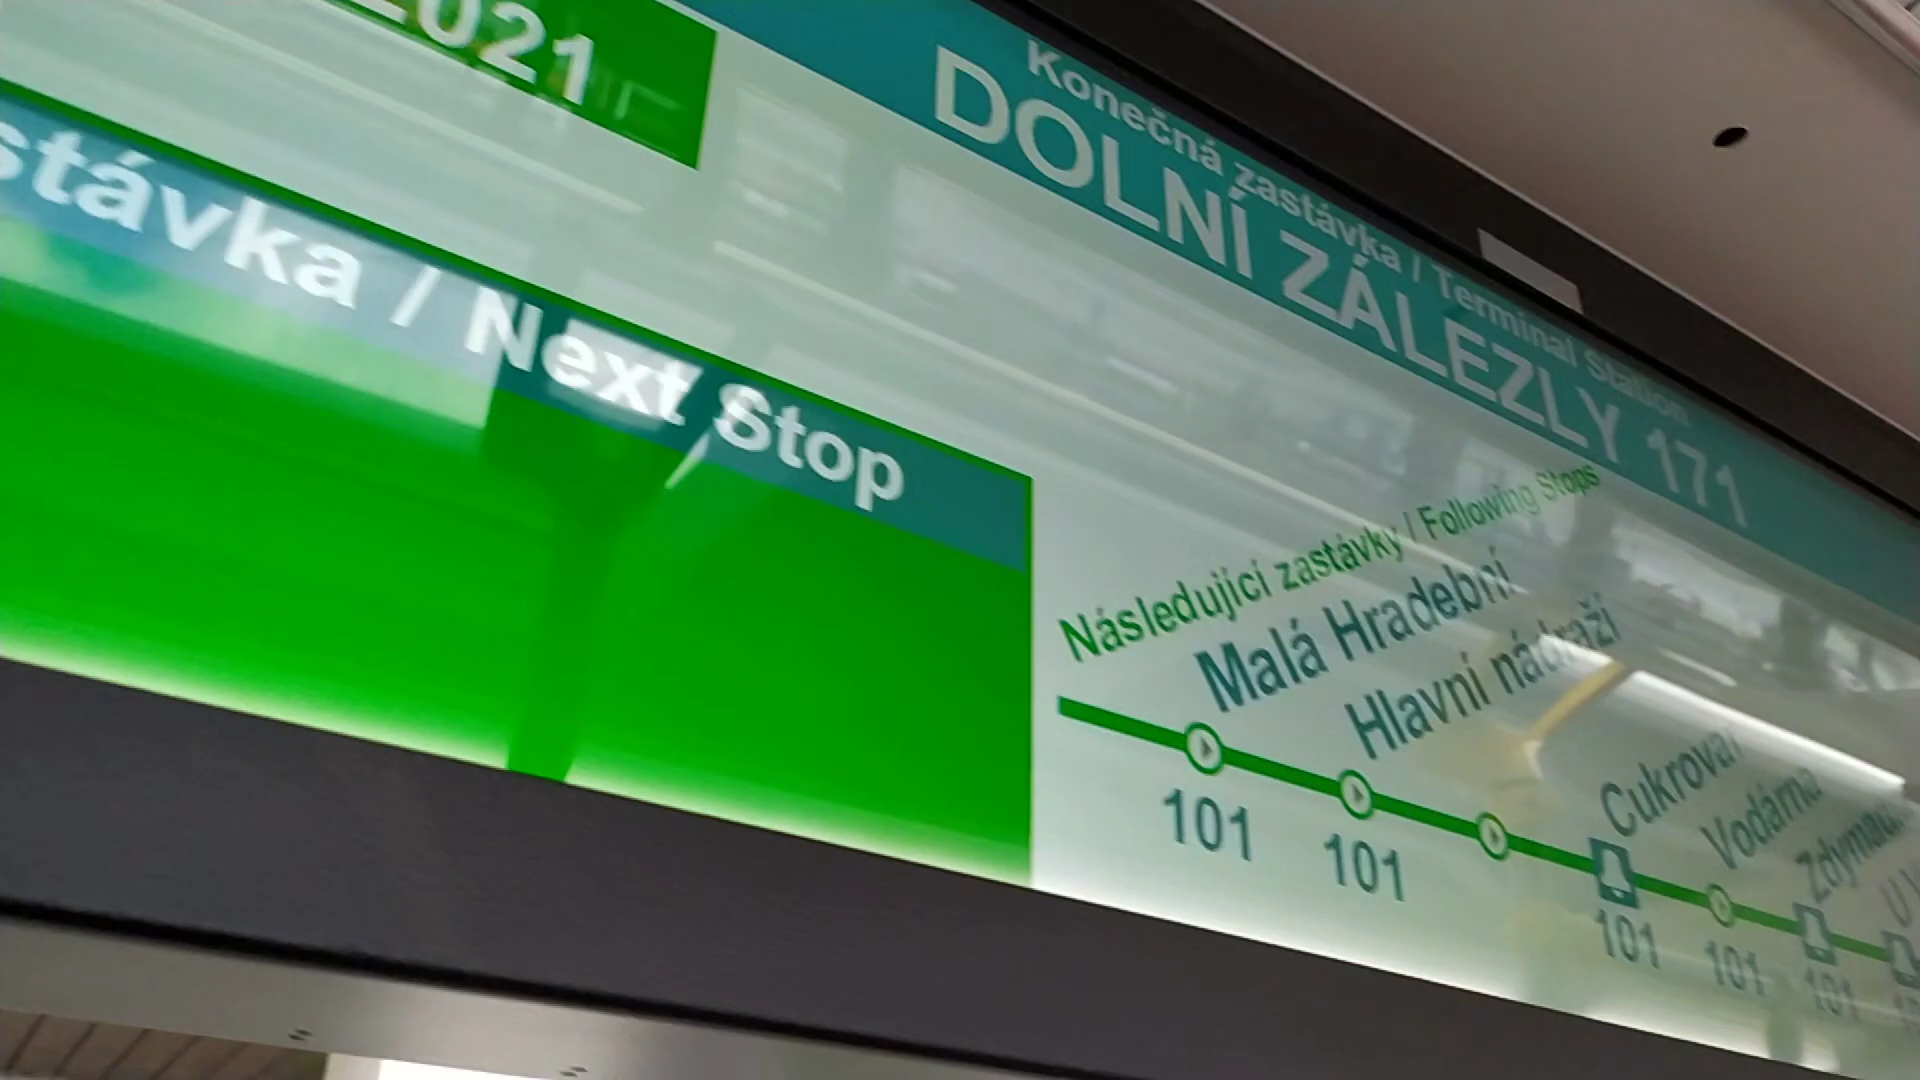 2021
Konečná zastávka / Terminal Station
DOLNÍ ZÁLEZLY 171
stávka / Next Stop
Následující zastávky / Following Stops
Malá Hradební
Hlavní nádraží
Cukrovar
Vodárna
101
101
101
101
101